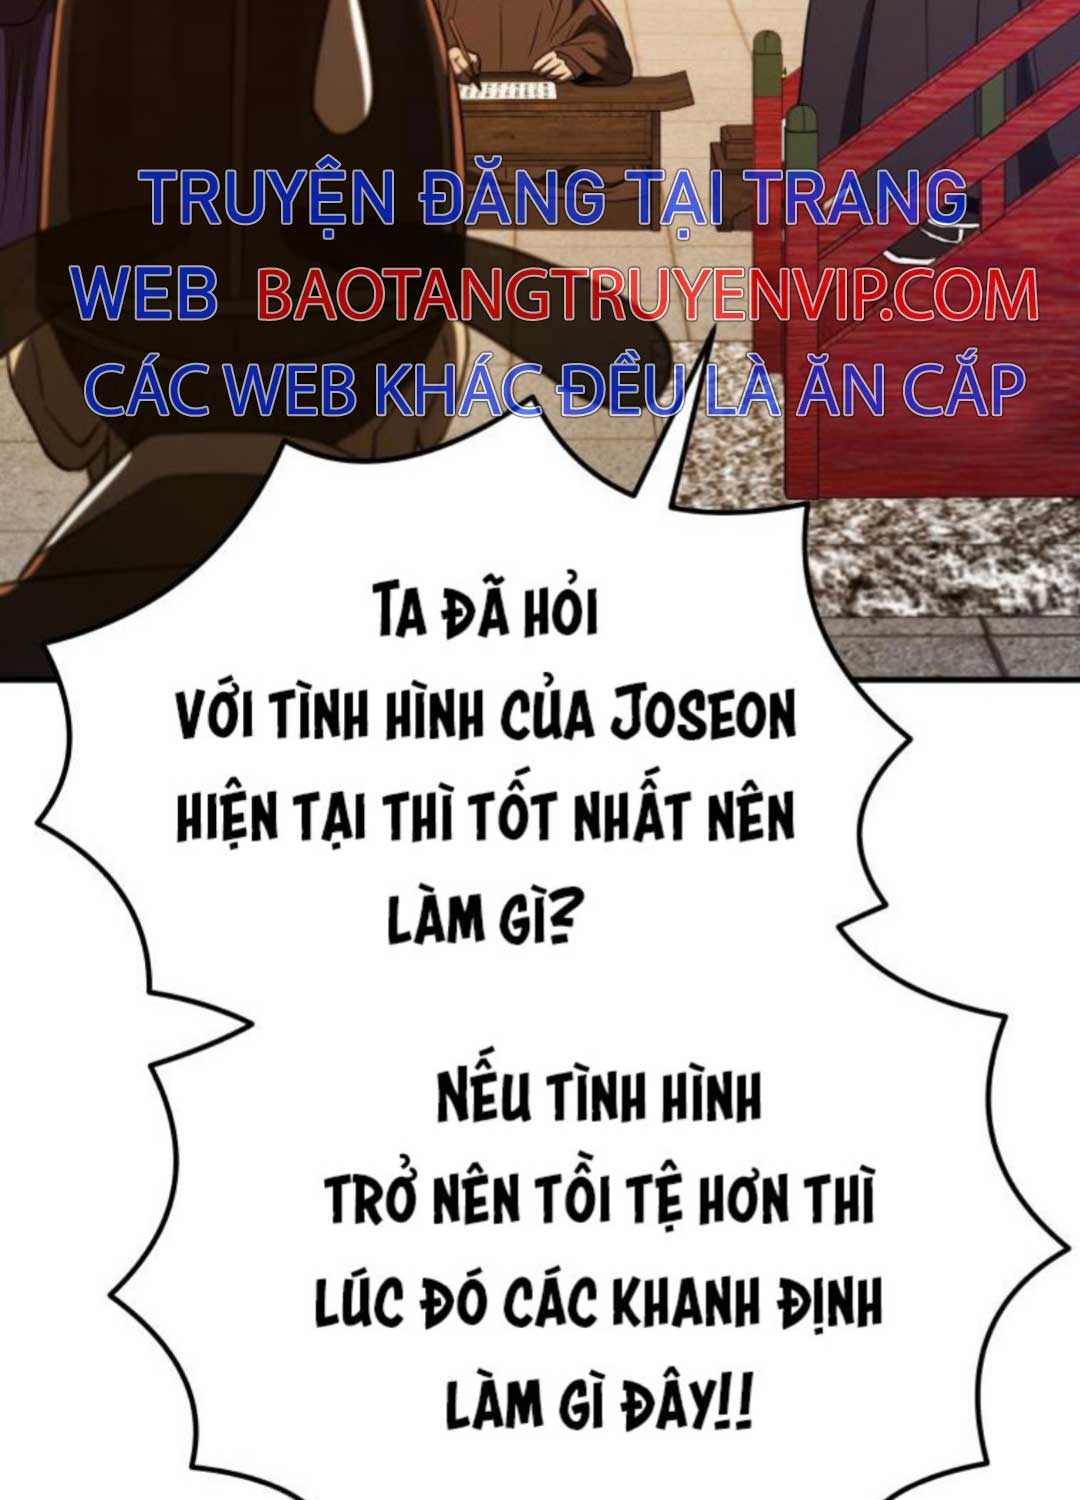 TRUYỆN ĐĂNG TẠI TRANG
WEB BAOTANGTRUYENVIP.COM
CÁC WEB KHÁC ĐỀU LÀ ĂN CẮP
TA ĐÃ HỎI
VỚI TÌNH HÌNH CỦA JOSEON
HIỆN TẠI THÌ TỐT NHẤT NÊN
LÀM GÌ?
NẾU TÌNH HÌNH
TRỞ NÊN TỒI TỆ HƠN THÌ
LÚC ĐÓ CÁC KHANH ĐỊNH
LÀM GÌ ĐÂY!!